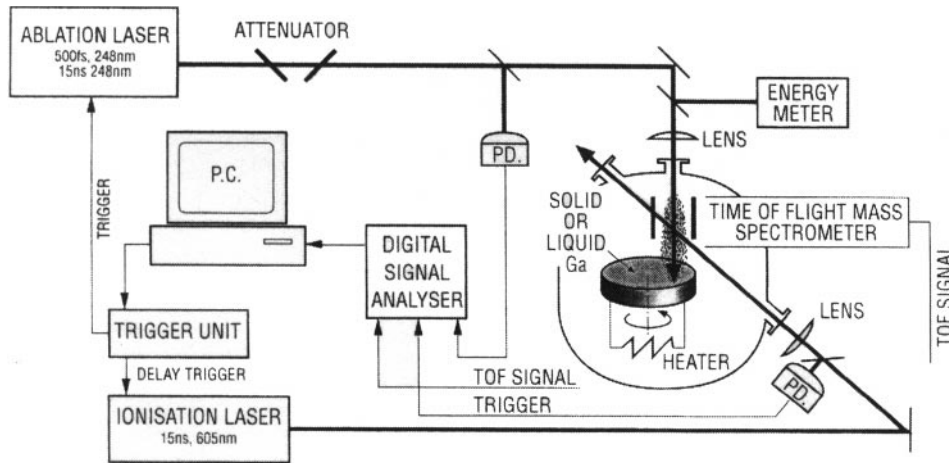 ABLATION LASER
500fs, 248nm
15ns 248nm
ATTENUATOR
ENERGY
METER
LENS
PD.
P.C.
TRIGGER
SOLID
OR
LIQUID
Ga
TIME OF FLIGHT MASS
SPECTROMETER
DIGITAL
SIGNAL
ANALYSER
TOF SIGNAL
TRIGGER UNIT
LENS
HEATER
DELAY TRIGGER
TOF SIGNAL
PD.
TRIGGER
IONISATION LASER
15ns, 605nm